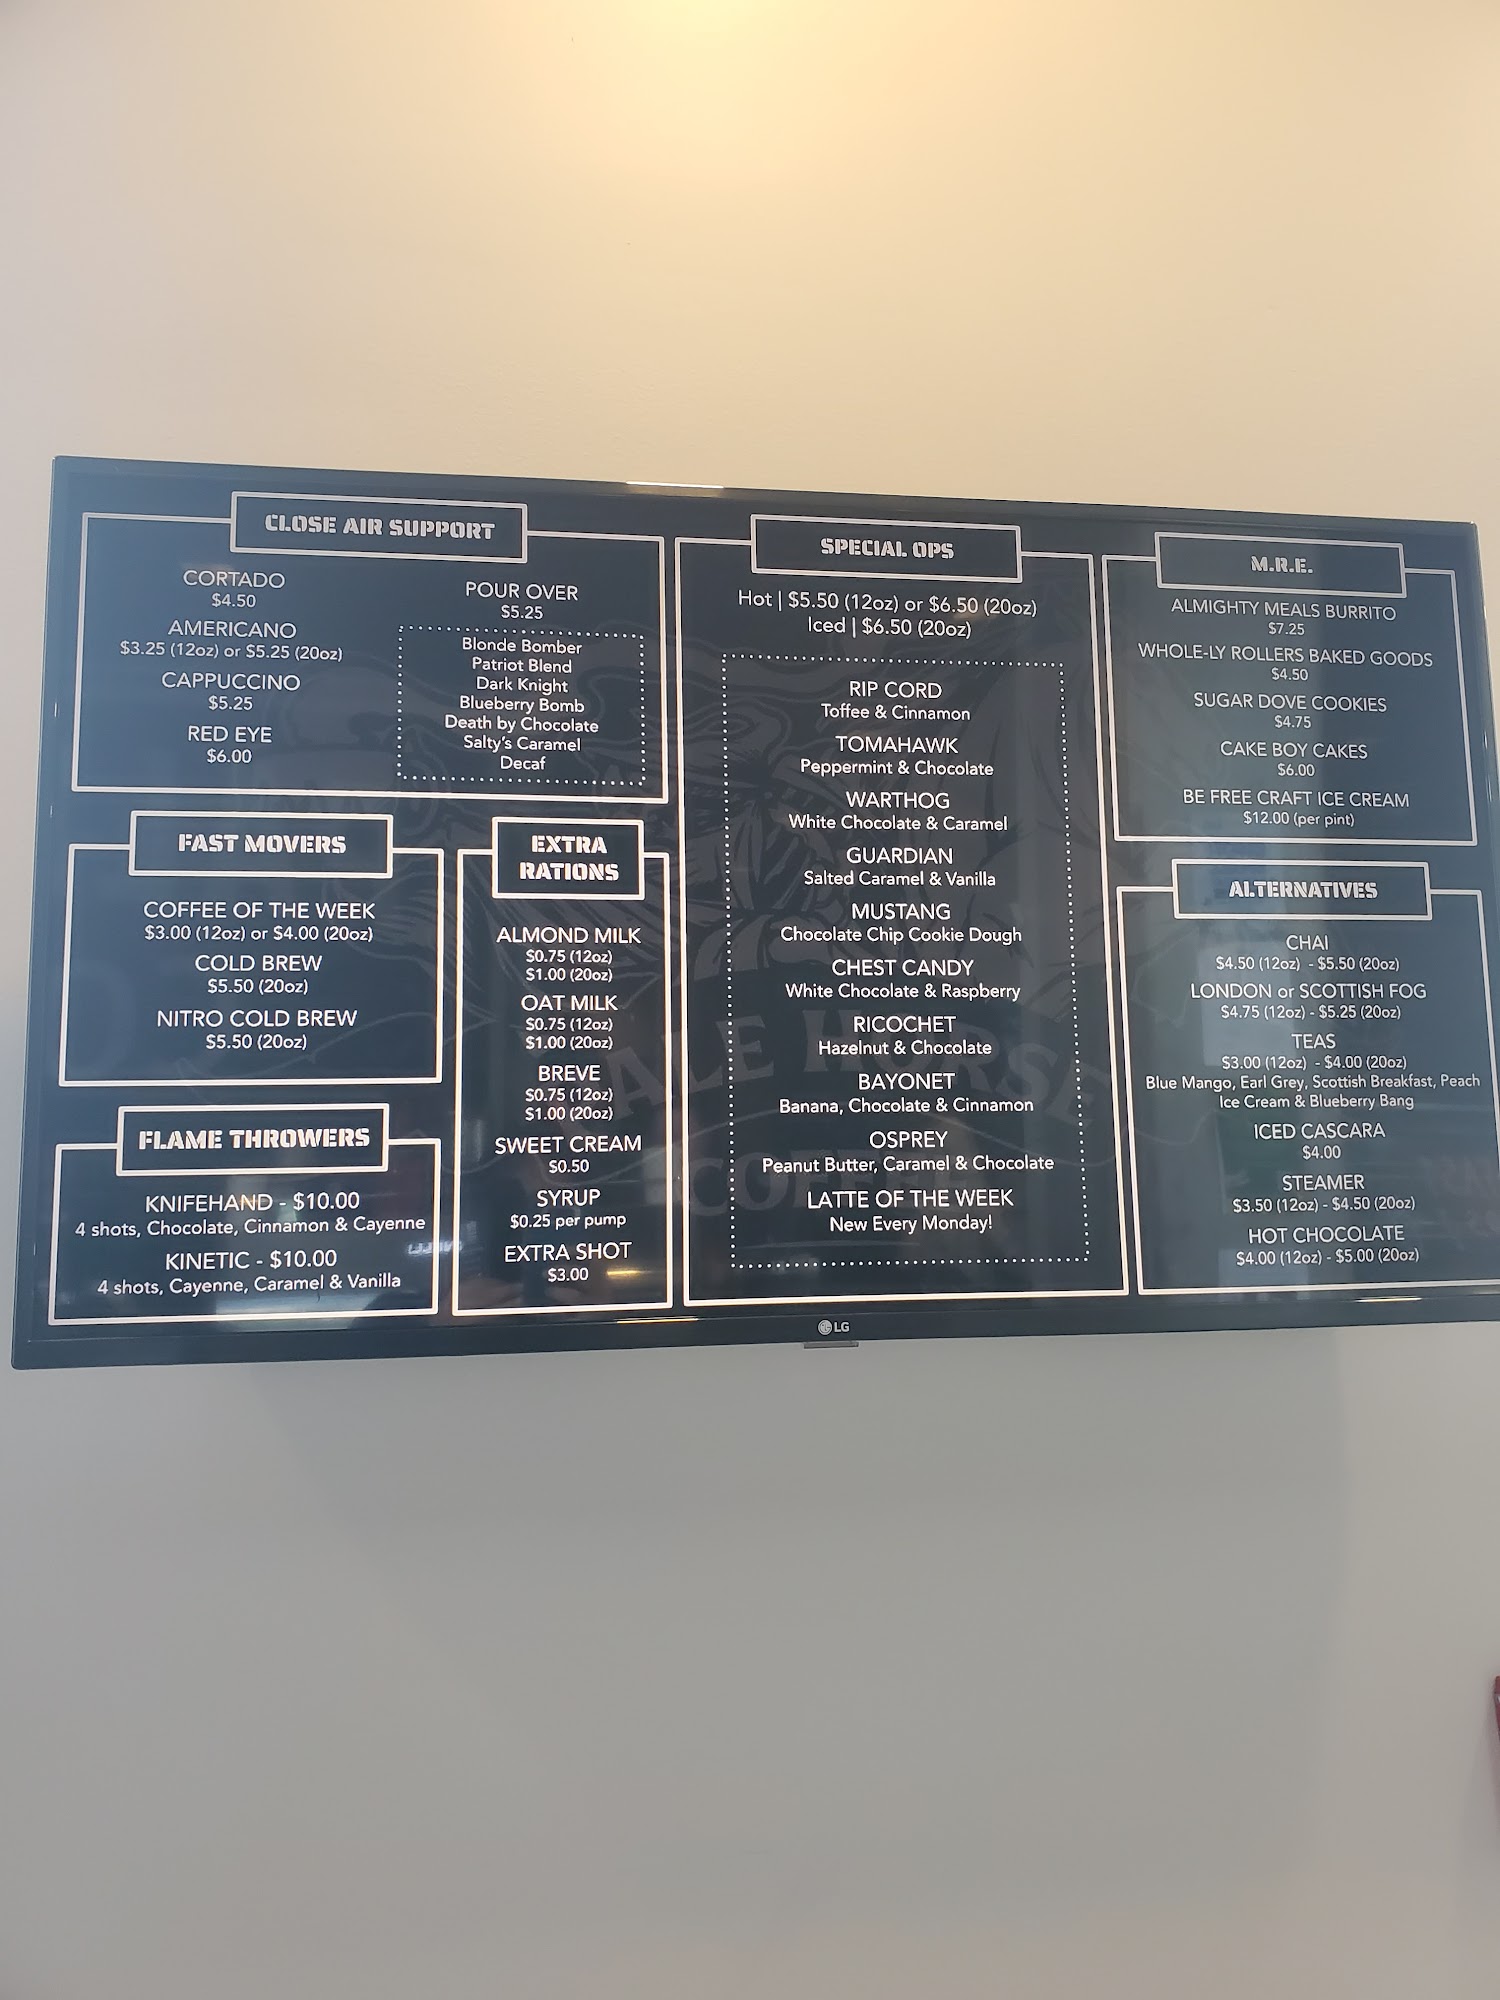 CLOSE AIR SUPPORT
CORTADO
$4.50
AMERICANO
$3.25 (12oz) or $5.25 (20oz)
CAPPUCCINO
$5.25
RED EYE
$6.00
POUR OVER
$5.25
Blonde Bomber
Patriot Blend
Dark Knight
Blueberry Bomb
Death by Chocolate
Salty's Caramel
Decaf
FAST MOVERS
COFFEE OF THE WEEK
$3.00 (12oz) or $4.00 (20oz)
COLD BREW
$5.50 (20oz)
NITRO COLD BREW
$5.50 (20oz)
FLAME THROWERS
KNIFEHAND - $10.00
4 shots, Chocolate, Cinnamon & Cayenne
KINETIC - $10.00
4 shots, Cayenne, Caramel & Vanilla
EXTRA
RATIONS
ALMOND MILK
$0.75 (12oz)
$1.00 (20oz)
OAT MILK
$0.75 (12oz)
$1.00 (20oz)
BREVE
$0.75 (12oz)
$1.00 (20oz)
SWEET CREAM
$0.50
SYRUP
$0.25 per pump
EXTRA SHOT
$3.00
SPECIAL OPS
Hot | $5.50 (12oz) or $6.50 (20oz)
Iced | $6.50 (20oz)
RIP CORD
Toffee & Cinnamon
TOMAHAWK
Peppermint & Chocolate
WARTHOG
White Chocolate & Caramel
GUARDIAN
Salted Caramel & Vanilla
MUSTANG
Chocolate Chip Cookie Dough
CHEST CANDY
White Chocolate & Raspberry
RICOCHET
Hazelnut & Chocolate
BAYONET
Banana, Chocolate & Cinnamon
OSPREY
Peanut Butter, Caramel & Chocolate
LATTE OF THE WEEK
New Every Monday!
M.R.E.
ALMIGHTY MEALS BURRITO
$7.25
WHOLE-LY ROLLERS BAKED GOODS
$4.50
SUGAR DOVE COOKIES
$4.75
CAKE BOY CAKES
$6.00
BE FREE CRAFT ICE CREAM
$12.00 (per pint)
ALTERNATIVES
CHAI
$4.50 (12oz) - $5.50 (20oz)
LONDON or SCOTTISH FOG
$4.75 (12oz) - $5.25 (20oz)
TEAS
$3.00 (12oz) - $4.00 (20oz)
Blue Mango, Earl Grey, Scottish Breakfast, Peach
Ice Cream & Blueberry Bang
ICED CASCARA
$4.00
STEAMER
$3.50 (12oz) - $4.50 (20oz)
HOT CHOCOLATE
$4.00 (12oz) - $5.00 (20oz)
COFFEE
LG